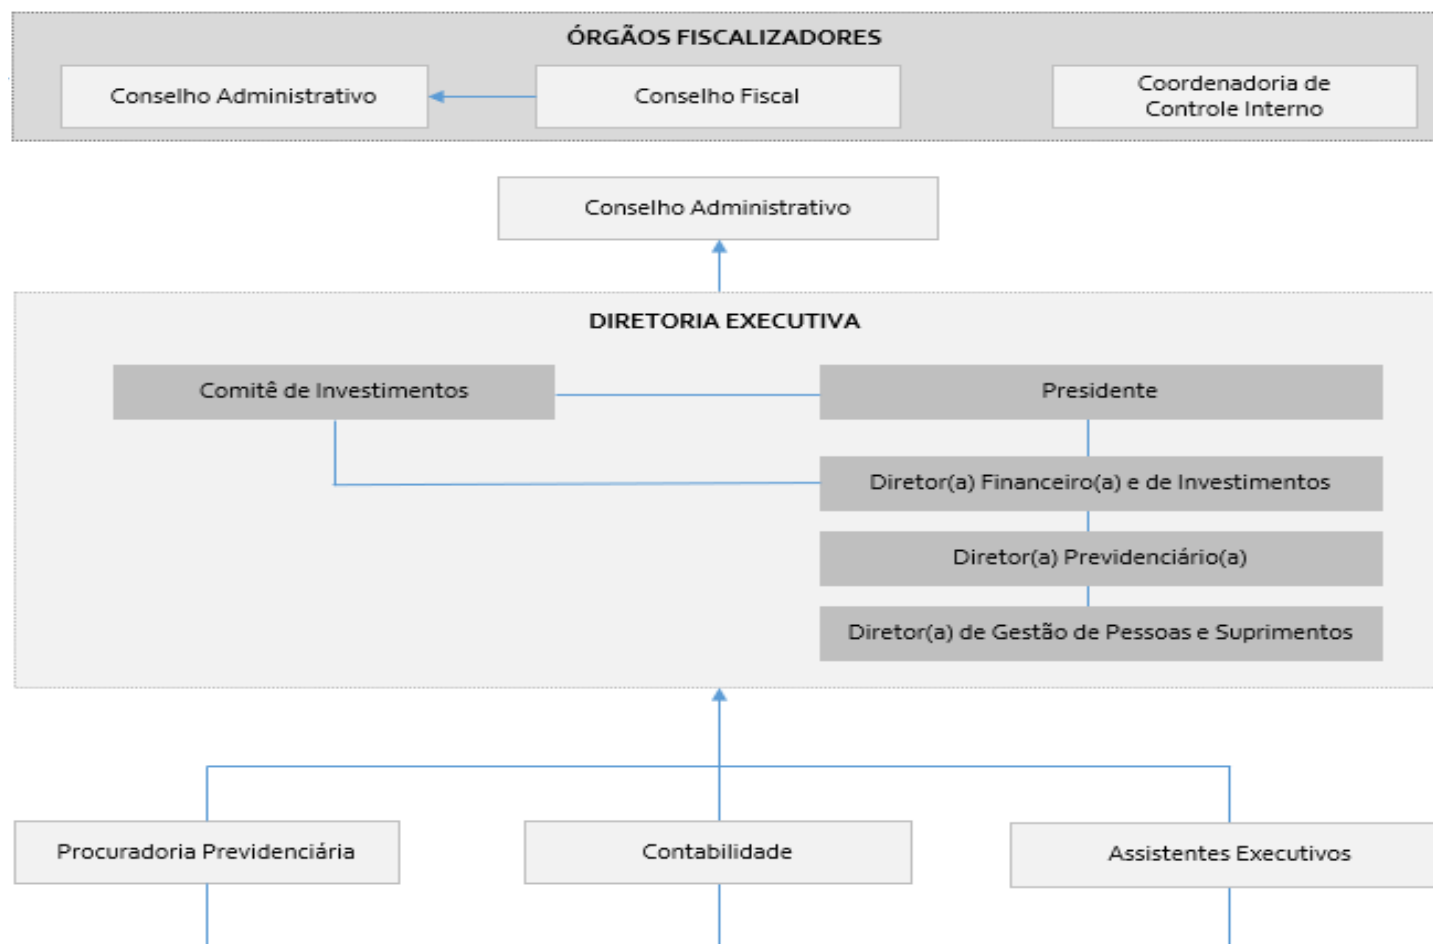 ÓRGÃOS FISCALIZADORES
Conselho Administrativo
Conselho Fiscal
Coordenadoria de
Controle Interno
Conselho Administrativo
DIRETORIA EXECUTIVA
Comitê de Investimentos
Presidente
Diretor(a) Financeiro(a) e de Investimentos
Diretor(a) Previdenciário(a)
Diretor(a) de Gestão de Pessoas e Suprimentos
Procuradoria Previdenciária
Contabilidade
Assistentes Executivos